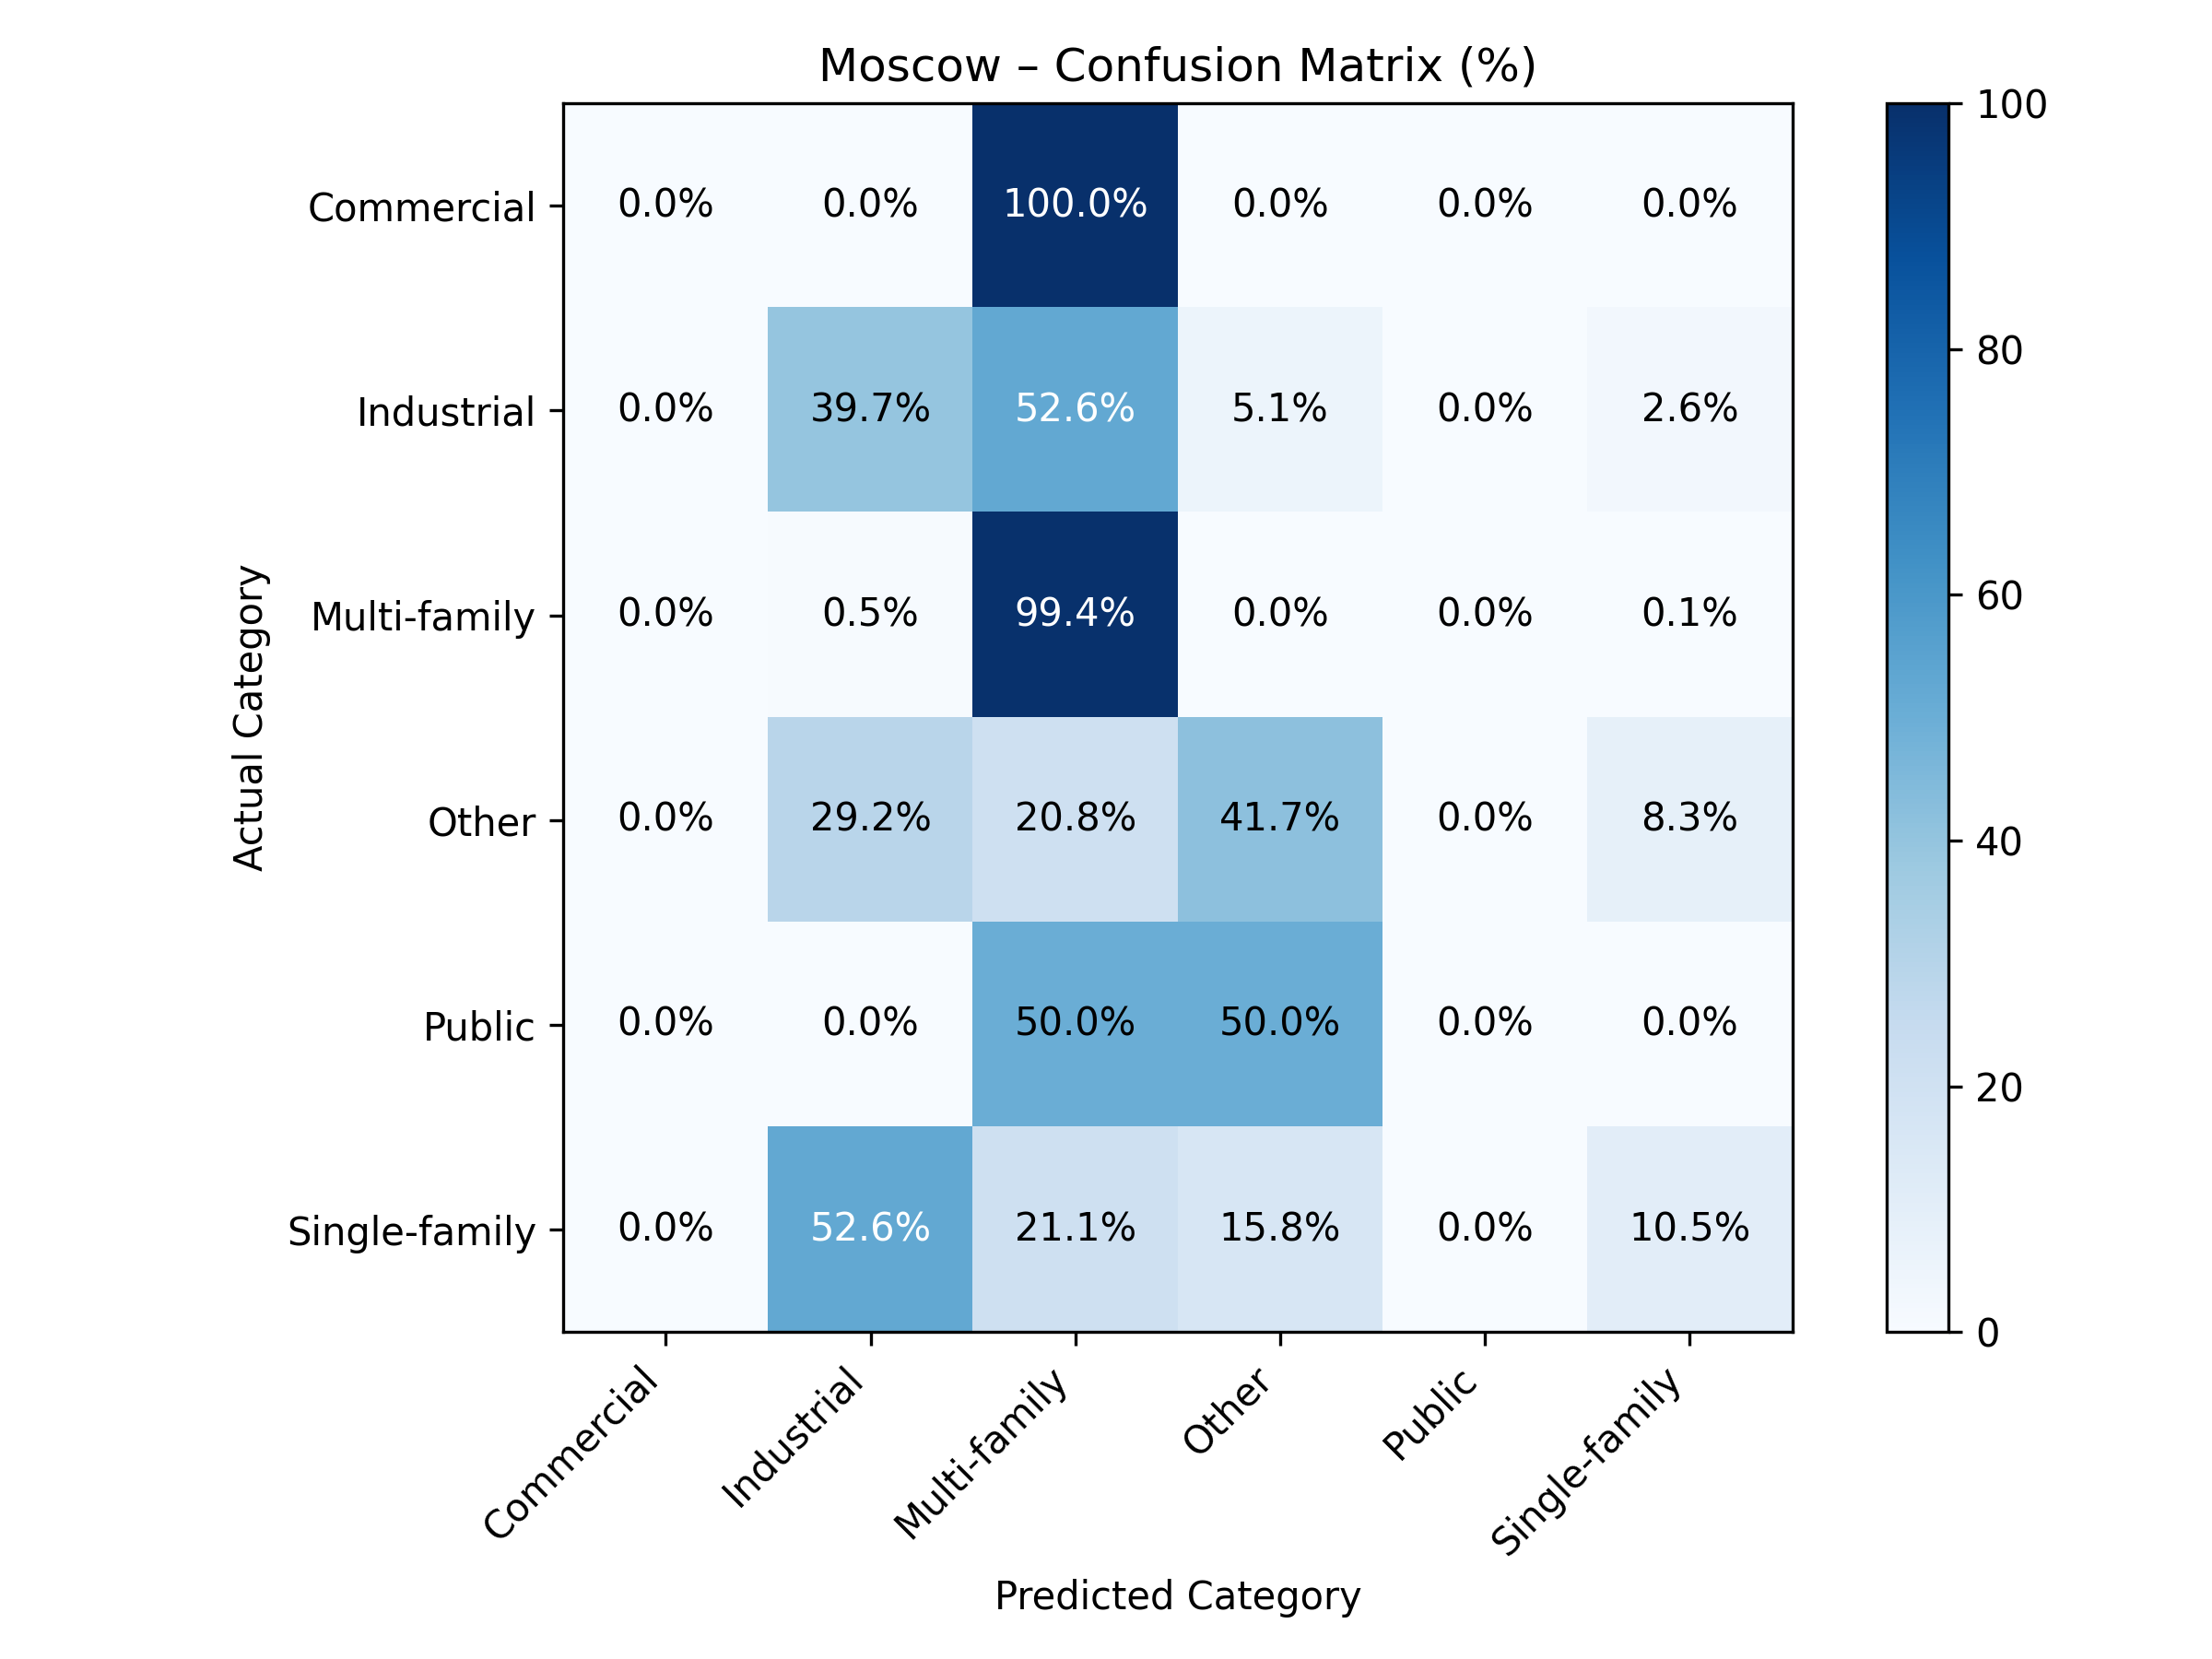 Moscow – Confusion Matrix (%)
Commercial 0.0% 0.0% 100.0% 0.0% 0.0% 0.0%
Industrial 0.0% 39.7% 52.6% 5.1% 0.0% 2.6%
Multi-family 0.0% 0.5% 99.4% 0.0% 0.0% 0.1%
Other 0.0% 29.2% 20.8% 41.7% 0.0% 8.3%
Public 0.0% 0.0% 50.0% 50.0% 0.0% 0.0%
Single-family 0.0% 52.6% 21.1% 15.8% 0.0% 10.5%
Actual Category
Commercial Industrial Multi-family Other Public Single-family
Predicted Category
100
80
60
40
20
0